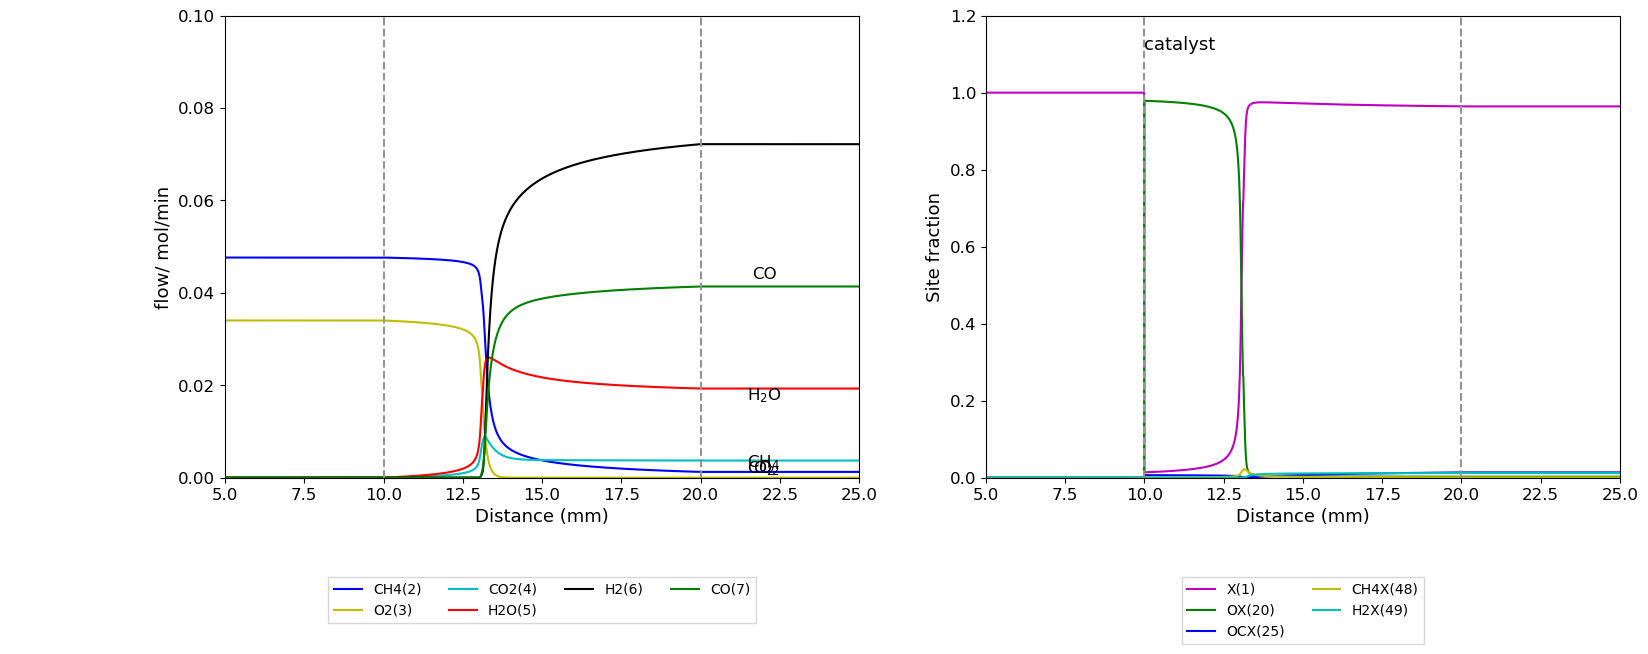 0.10
0.08
0.06
0.04
0.02
0.00
flow/ mol/min
CO
H₂O
5.0 7.5 10.0 12.5 15.0 17.5 20.0 22.5 25.0
Distance (mm)
CH4(2) CO2(4) H2(6) CO(7)
O2(3) H2O(5)
1.2
1.0
0.8
0.6
0.4
0.2
0.0
Site fraction
catalyst
5.0 7.5 10.0 12.5 15.0 17.5 20.0 22.5 25.0
Distance (mm)
X(1) CH4X(48)
OX(20) H2X(49)
OCX(25)